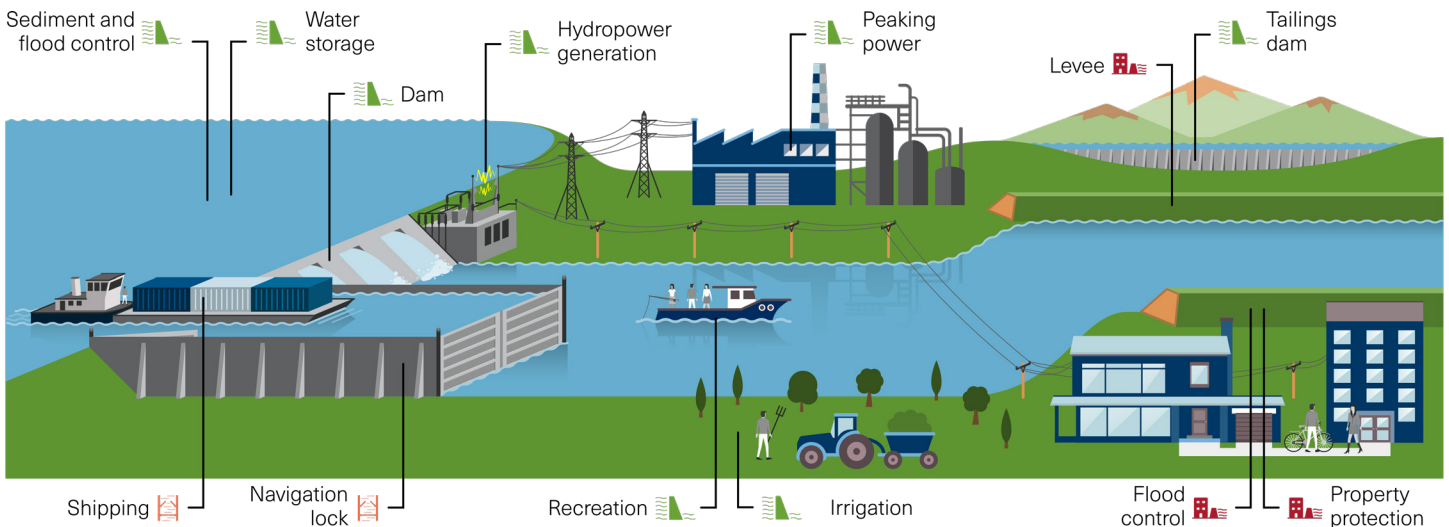 Sediment and
flood control
Water
storage
Dam
Hydropower
generation
Peaking
power
Levee
Tailings
dam
Shipping
Navigation
lock
Recreation
Irrigation
Flood
control
Property
protection